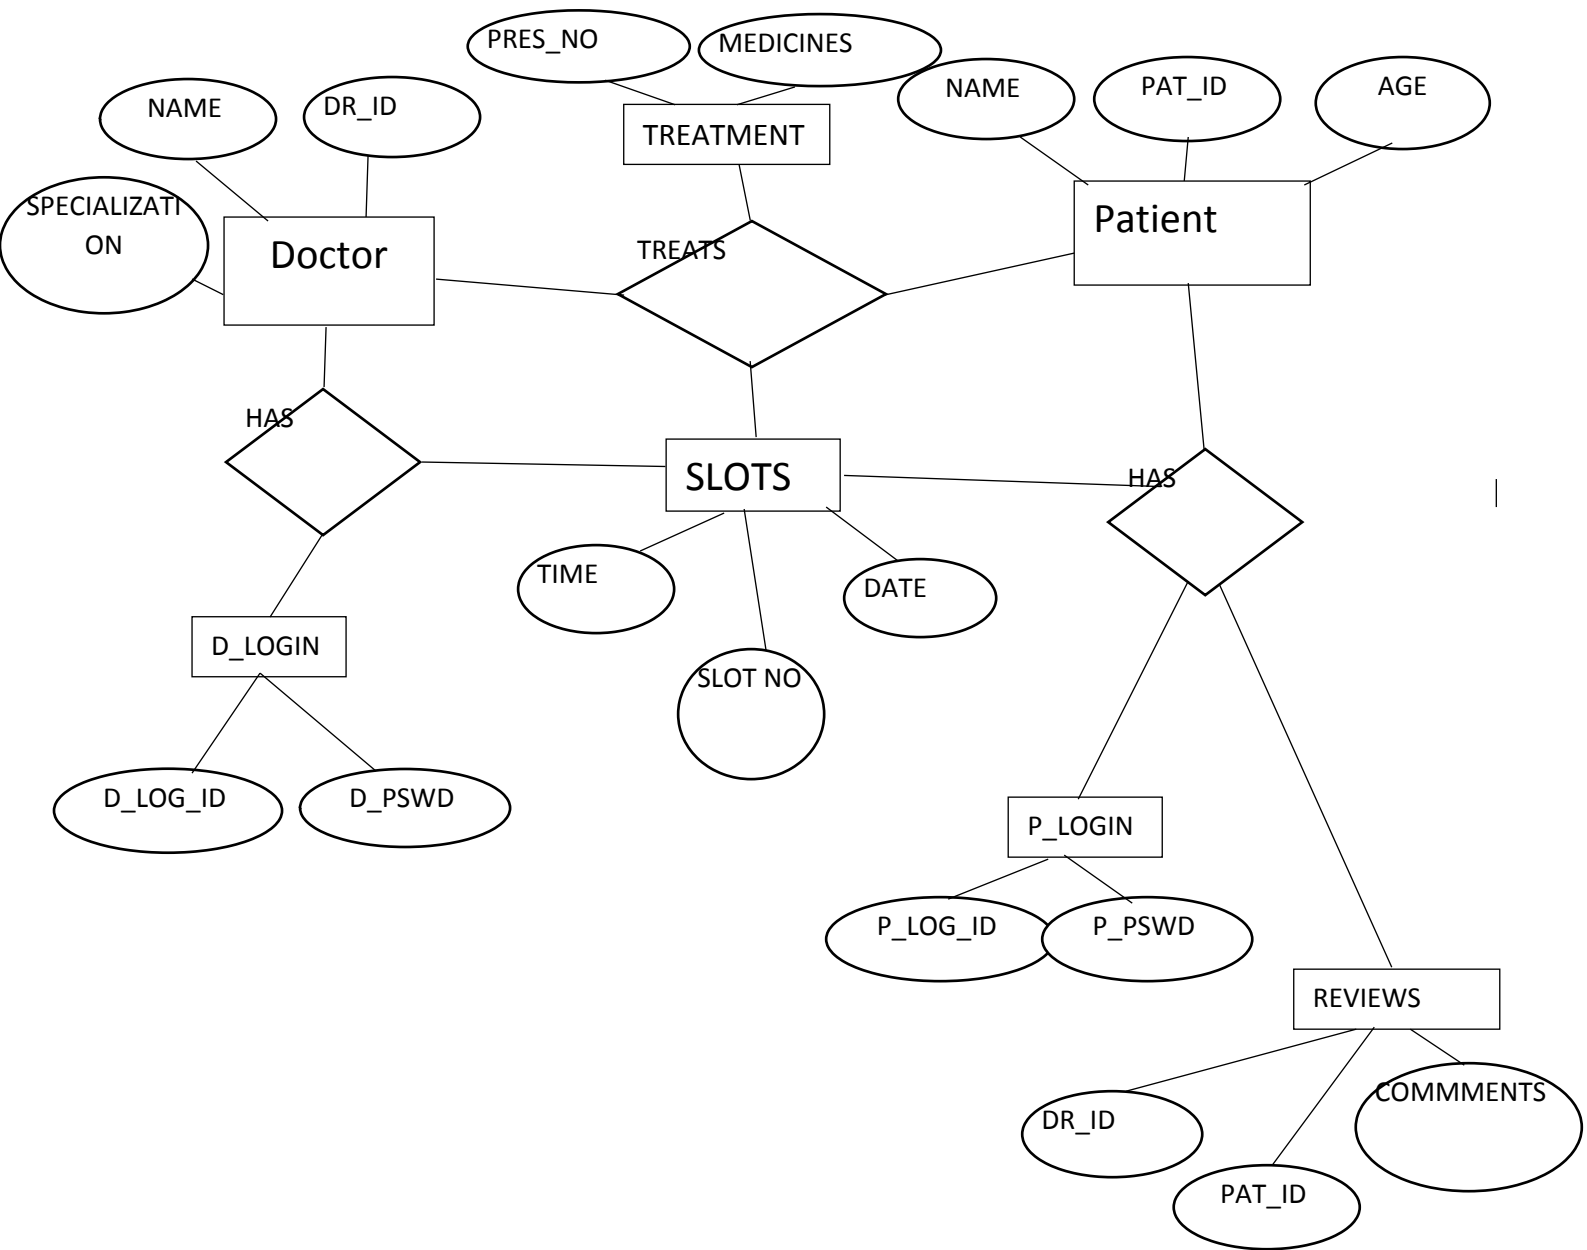 PRES_NO
MEDICINES
NAME
DR_ID
TREATMENT
NAME
PAT_ID
AGE
SPECIALIZATI
ON
Doctor
TREATS
Patient
HAS
SLOTS
HAS
TIME
DATE
D_LOGIN
SLOT NO
D_LOG_ID
D_PSWD
P_LOGIN
P_LOG_ID
P_PSWD
REVIEWS
DR_ID
COMMMENTS
PAT_ID